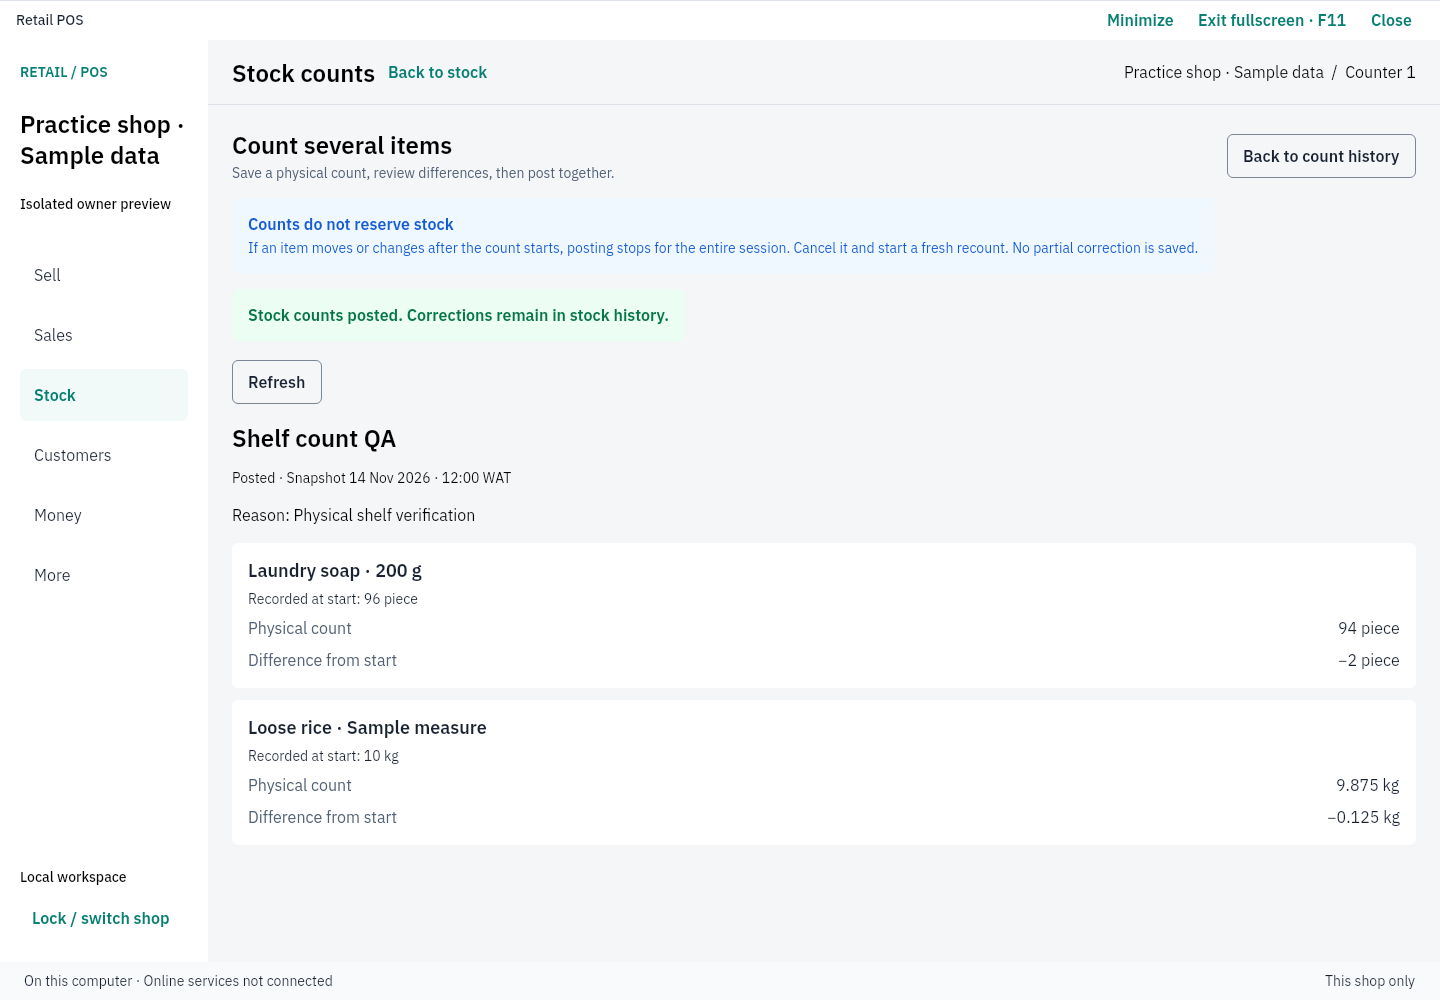 Retail POS
Minimize
Exit fullscreen · F11
Close
RETAIL / POS
Practice shop ·
Sample data
Isolated owner preview
Sell
Sales
Stock
Customers
Money
More
Local workspace
Lock / switch shop
Stock counts
Back to stock
Practice shop · Sample data / Counter 1
Count several items
Save a physical count, review differences, then post together.
Back to count history
Counts do not reserve stock
If an item moves or changes after the count starts, posting stops for the entire session. Cancel it and start a fresh recount. No partial correction is saved.
Stock counts posted. Corrections remain in stock history.
Refresh
Shelf count QA
Posted · Snapshot 14 Nov 2026 · 12:00 WAT
Reason: Physical shelf verification
Laundry soap · 200 g
Recorded at start: 96 piece
Physical count
94 piece
Difference from start
−2 piece
Loose rice · Sample measure
Recorded at start: 10 kg
Physical count
9.875 kg
Difference from start
−0.125 kg
On this computer · Online services not connected
This shop only